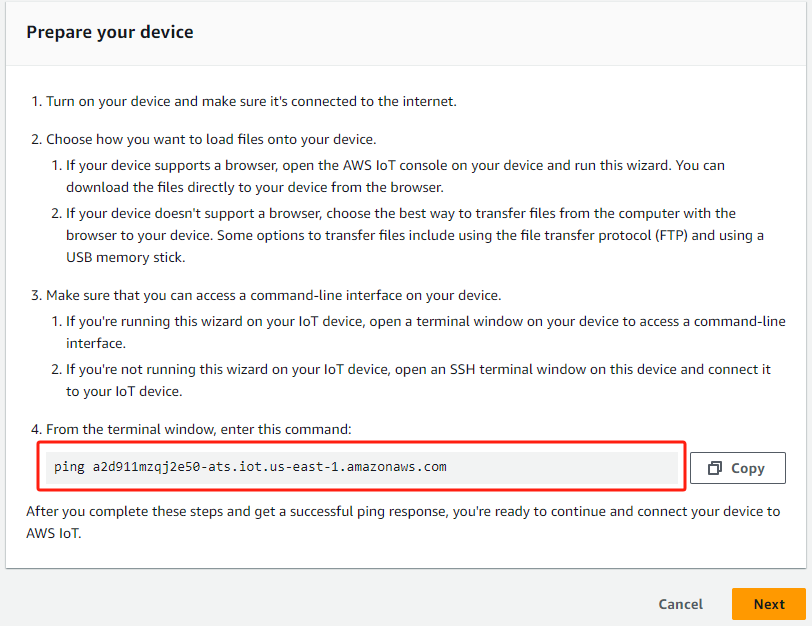 Prepare your device
1. Turn on your device and make sure it's connected to the internet.
2. Choose how you want to load files onto your device.
1. If your device supports a browser, open the AWS IoT console on your device and run this wizard. You can
download the files directly to your device from the browser.
2. If your device doesn't support a browser, choose the best way to transfer files from the computer with the
browser to your device. Some options to transfer files include using the file transfer protocol (FTP) and using a
USB memory stick.
3. Make sure that you can access a command-line interface on your device.
1. If you're running this wizard on your IoT device, open a terminal window on your device to access a command-line
interface.
2. If you're not running this wizard on your IoT device, open an SSH terminal window on this device and connect it
to your IoT device.
4. From the terminal window, enter this command:
ping a2d911mzqj2e50-ats.iot.us-east-1.amazonaws.com
Copy
After you complete these steps and get a successful ping response, you're ready to continue and connect your device to
AWS IoT.
Cancel
Next